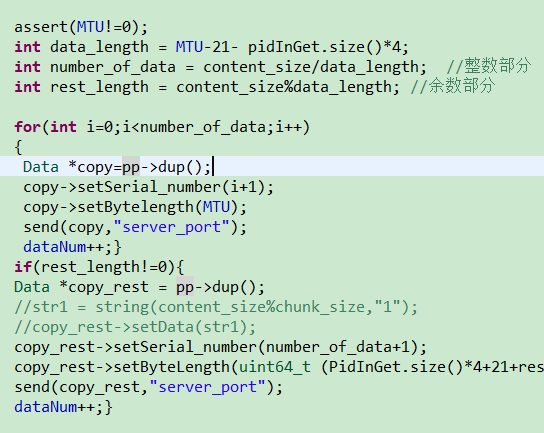 assert(MTU!=0);
int data_length = MTU-21- pidInGet.size()*4;
int number_of_data = content_size/data_length;  //整数部分
int rest_length = content_size%data_length; //余数部分
for(int i=0;i<number_of_data;i++)
{
Data *copy=pp->dup();
copy->setSerial_number(i+1);
copy->setBytelength(MTU);
send(copy,"server_port");
dataNum++;}
if(rest_length!=0){
Data *copy_rest = pp->dup();
//str1 = string(content_size%chunk_size,"1");
//copy_rest->setData(str1);
copy_rest->setSerial_number(number_of_data+1);
copy_rest->setByteLength(uint64_t (PidInGet.size()*4+21+res
send(copy_rest,"server_port");
dataNum++;}